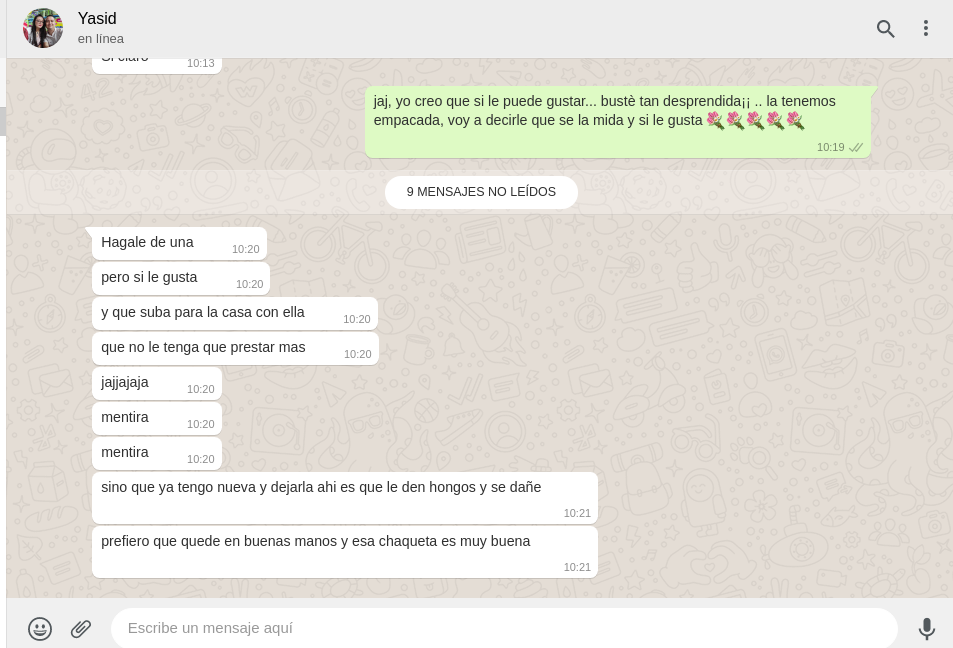 Yasid
en línea
Si claro
10:13
jaj, yo creo que si le puede gustar... bustè tan desprendida¡¡ .. la tenemos
empacada, voy a decirle que se la mida y si le gusta 🌹🌹🌹🌹🌹
10:19
9 MENSAJES NO LEÍDOS
Hagale de una 10:20
pero si le gusta 10:20
y que suba para la casa con ella 10:20
que no le tenga que prestar mas 10:20
jajjajaja 10:20
mentira 10:20
mentira 10:20
sino que ya tengo nueva y dejarla ahi es que le den hongos y se dañe
10:21
prefiero que quede en buenas manos y esa chaqueta es muy buena
10:21
Escribe un mensaje aquí